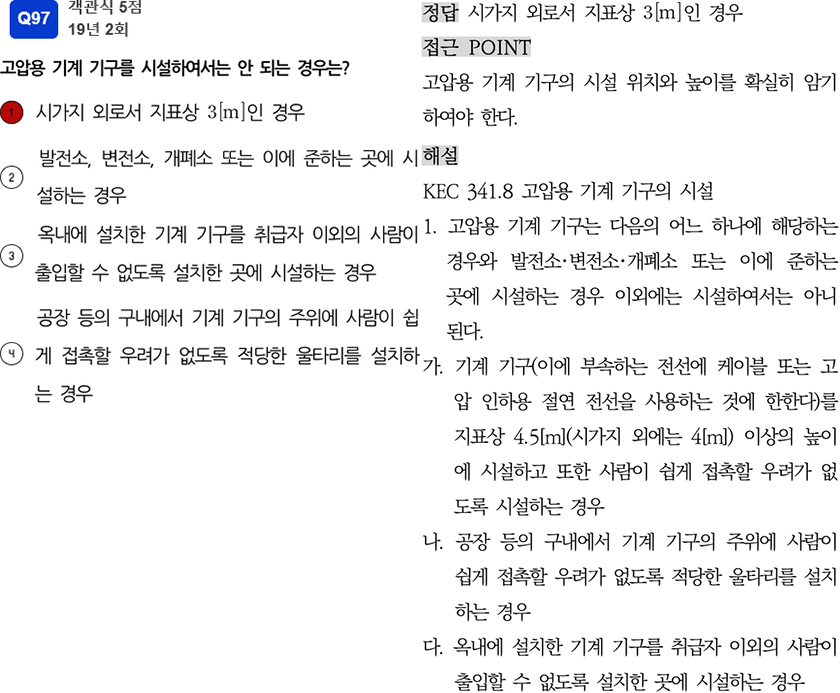 Q97
객관식 5점
19년 2회
고압용 기계 기구를 시설하여서는 안 되는 경우는?
1 시가지 외로서 지표상 3[m]인 경우
2 발전소, 변전소, 개폐소 또는 이에 준하는 곳에 시
설하는 경우
3 옥내에 설치한 기계 기구를 취급자 이외의 사람이
출입할 수 없도록 설치한 곳에 시설하는 경우
4 공장 등의 구내에서 기계 기구의 주위에 사람이 쉽
게 접촉할 우려가 없도록 적당한 울타리를 설치하
는 경우
정답 시가지 외로서 지표상 3[m]인 경우
접근 POINT
고압용 기계 기구의 시설 위치와 높이를 확실히 암기
하여야 한다.
해설
KEC 341.8 고압용 기계 기구의 시설
1. 고압용 기계 기구는 다음의 어느 하나에 해당하는
경우와 발전소·변전소·개폐소 또는 이에 준하는
곳에 시설하는 경우 이외에는 시설하여서는 아니
된다.
가. 기계 기구(이에 부속하는 전선에 케이블 또는 고
압 인하용 절연 전선을 사용하는 것에 한한다)를
지표상 4.5[m](시가지 외에는 4[m]) 이상의 높이
에 시설하고 또한 사람이 쉽게 접촉할 우려가 없
도록 시설하는 경우
나. 공장 등의 구내에서 기계 기구의 주위에 사람이
쉽게 접촉할 우려가 없도록 적당한 울타리를 설치
하는 경우
다. 옥내에 설치한 기계 기구를 취급자 이외의 사람이
출입할 수 없도록 설치한 곳에 시설하는 경우